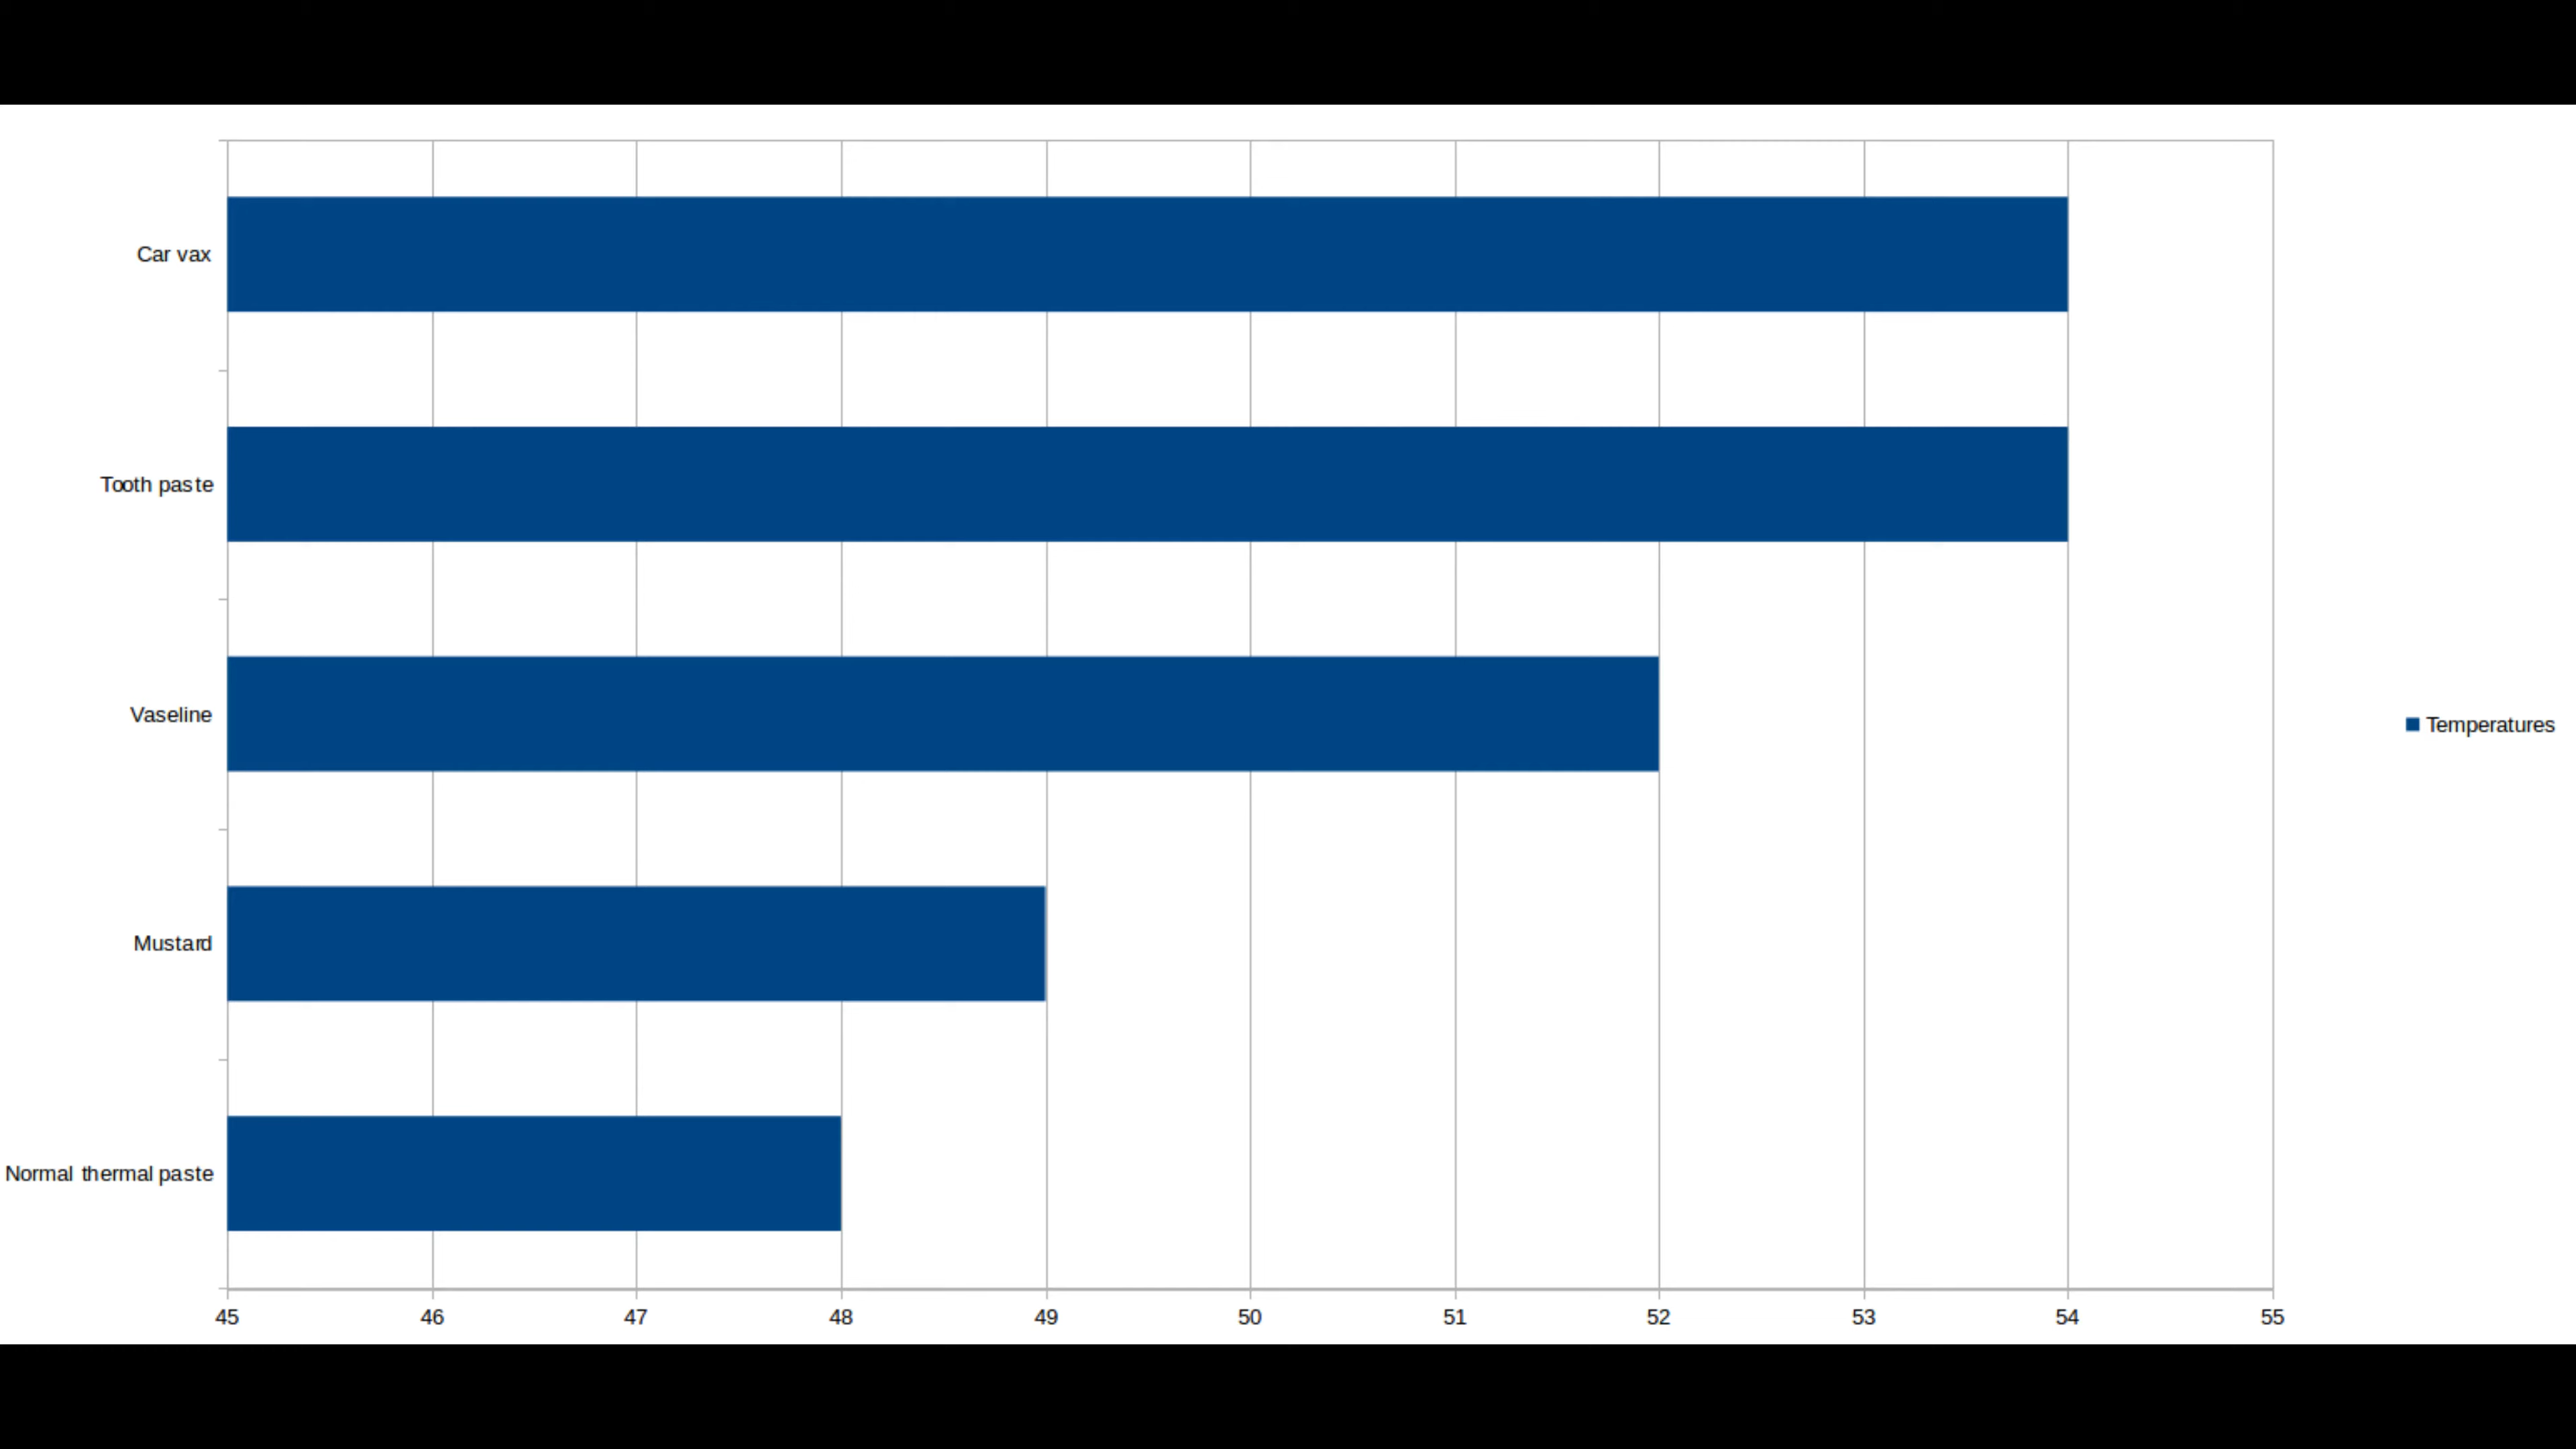 Car vax
Tooth paste
Vaseline
Temperatures
Mustard
Normal thermal paste
45 46 47 48 49 50 51 52 53 54 55